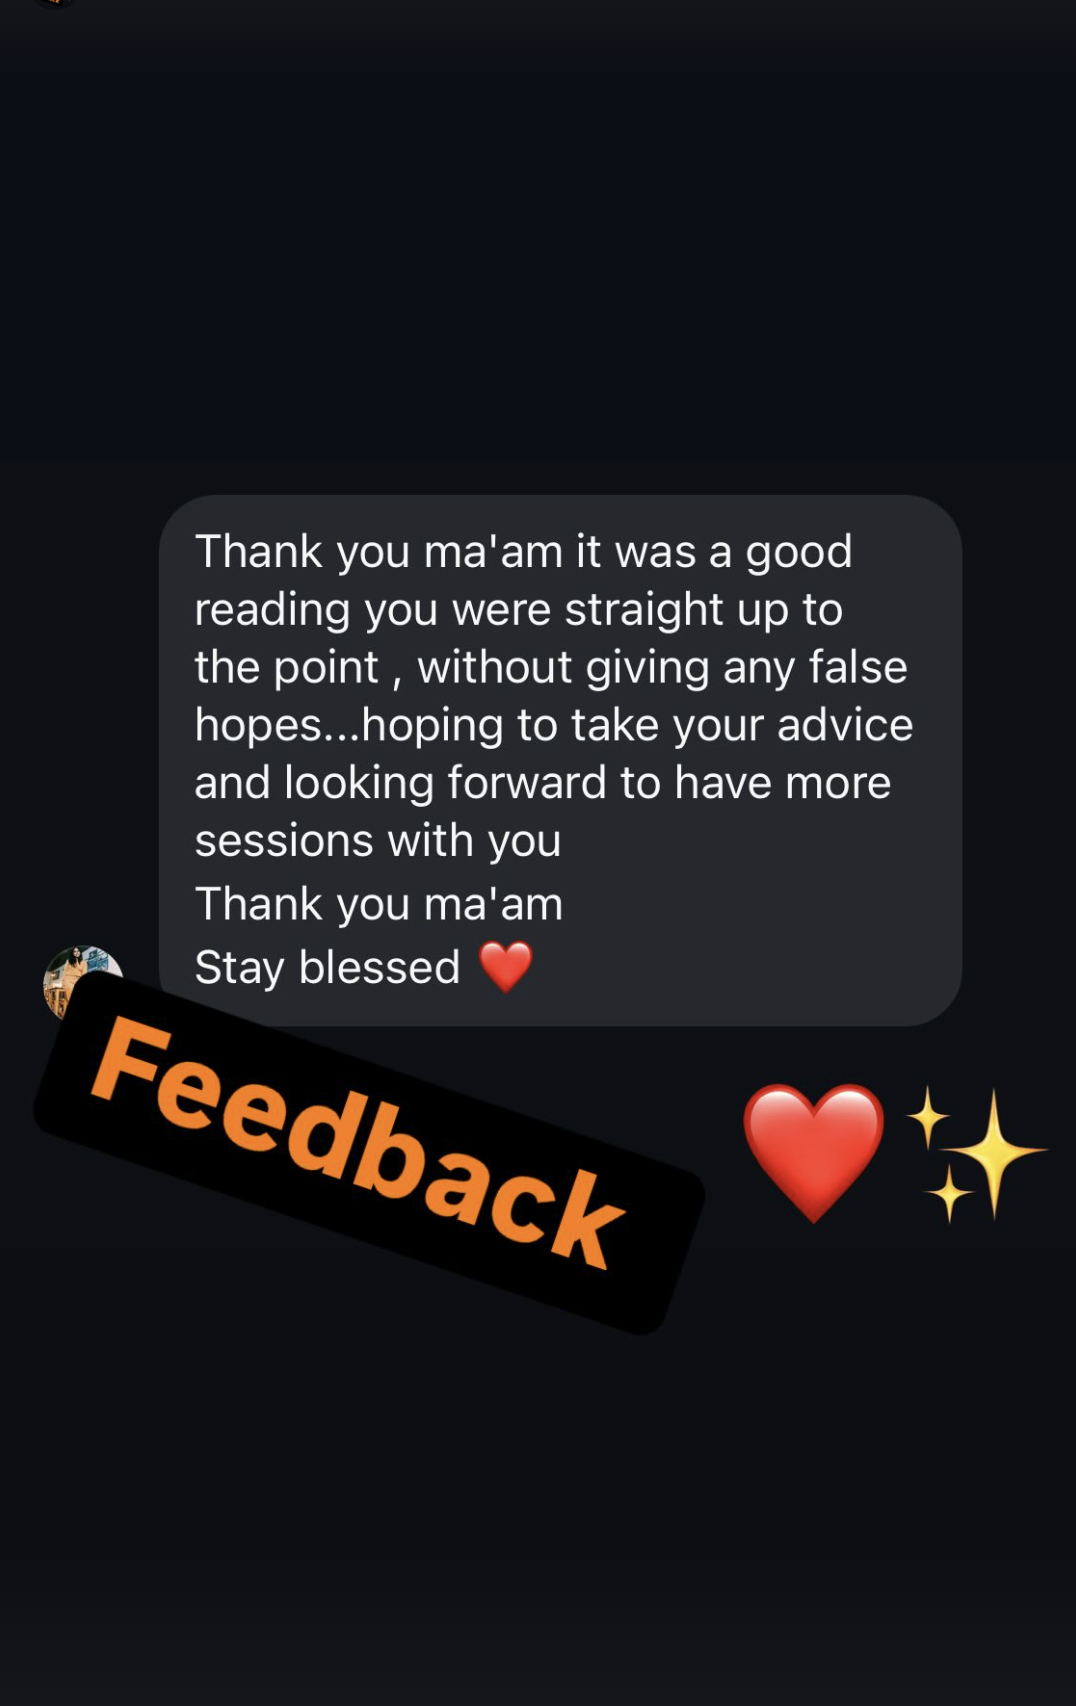 Thank you ma'am it was a good
reading you were straight up to
the point , without giving any false
hopes...hoping to take your advice
and looking forward to have more
sessions with you
Thank you ma'am
Stay blessed ❤️
Feedback
❤️✨